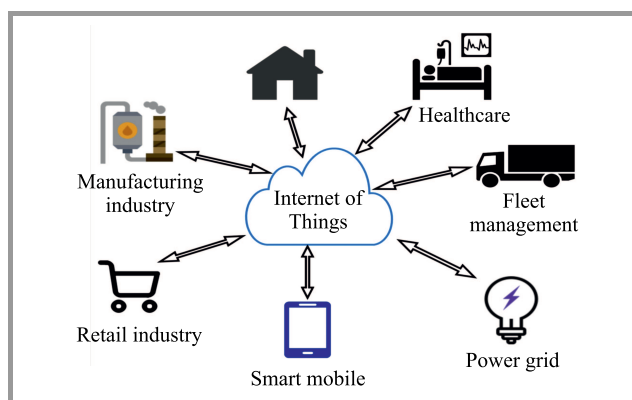 Healthcare
Manufacturing
industry
Internet of
Things
Fleet
management
Retail industry
Smart mobile
Power grid